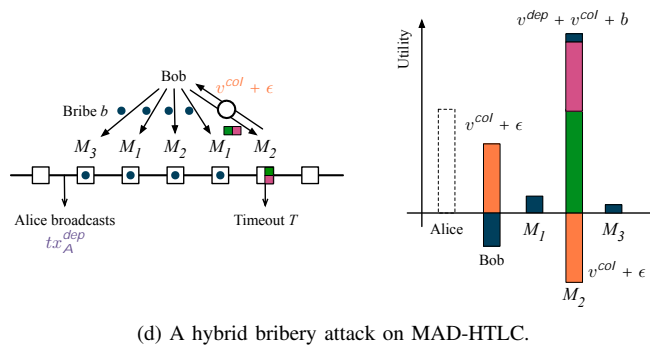 Bob
v^{col} + ϵ
Bribe b
M_3 M_1 M_2 M_1 M_2
Alice broadcasts
tx_A^{dep}
Timeout T
v^{dep} + v^{col} + b
Utility
v^{col} + ϵ
Alice
Bob
M_1
M_2
M_3
v^{col} + ϵ
(d) A hybrid bribery attack on MAD-HTLC.